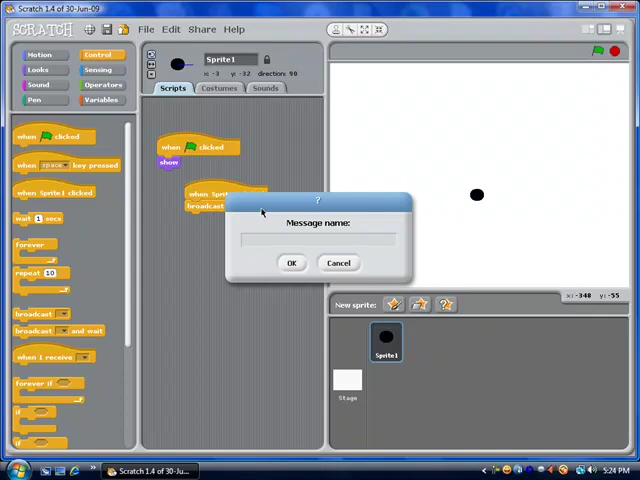 Scratch 1.4 of 30-Jun-09
SCRATCH
File Edit Share Help
Motion Control
Looks Sensing
Sound Operators
Pen Variables
when clicked
when space key pressed
when Sprite1 clicked
wait 1 secs
forever
repeat 10
broadcast
broadcast and wait
when I receive
forever if
if
if
Sprite1
x: -3 y: -32 direction: 90
Scripts Costumes Sounds
when clicked
show
when
broadcast
?
Message name:
OK Cancel
x: -348 y: -55
New sprite:
Sprite1
Stage
Start
Scratch 1.4 of 30-Jun...
5:24 PM